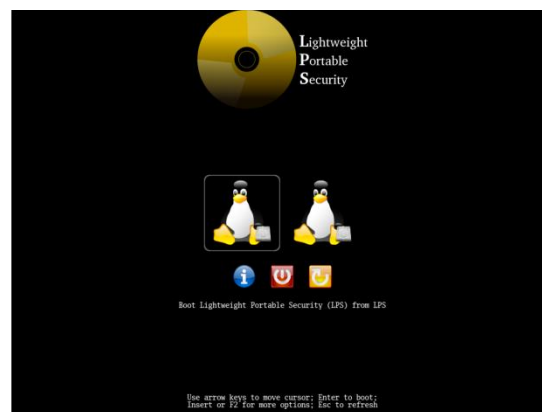 Lightweight
Portable
Security
Boot Lightweight Portable Security (LPS) from LPS
Use arrow keys to move cursor; Enter to boot;
Insert or F2 for more options; Esc to refresh